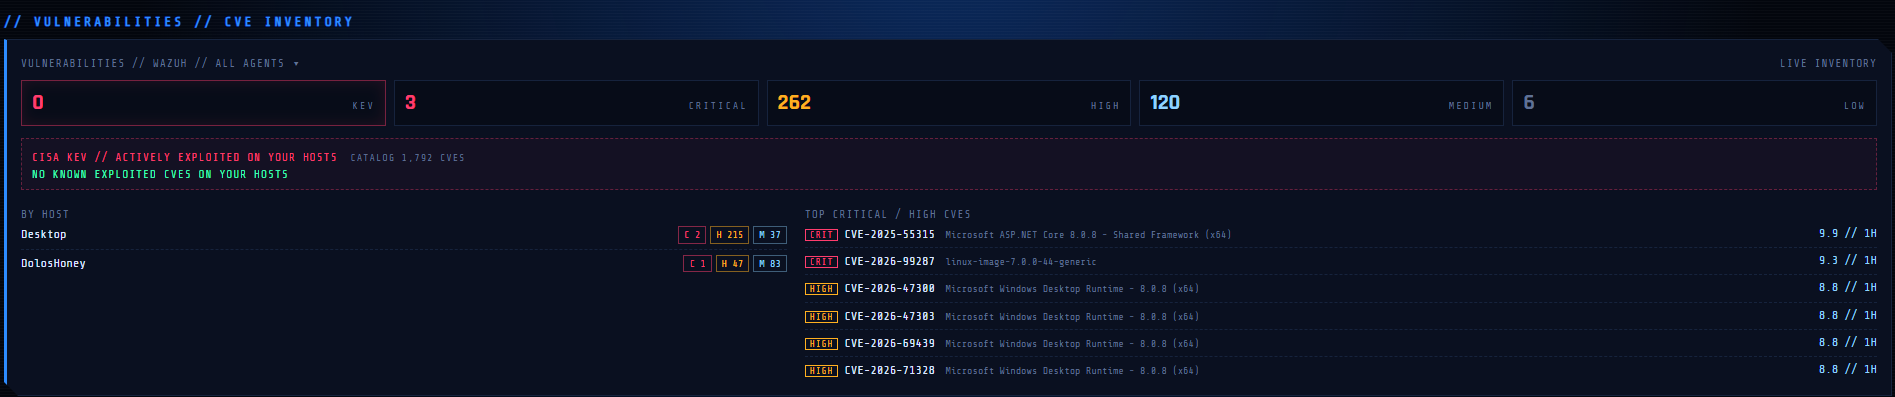 // VULNERABILITIES // CVE INVENTORY
VULNERABILITIES // WAZUH // ALL AGENTS ▾
LIVE INVENTORY
0 KEV
3 CRITICAL
262 HIGH
120 MEDIUM
6 LOW
CISA KEV // ACTIVELY EXPLOITED ON YOUR HOSTS CATALOG 1,792 CVES
NO KNOWN EXPLOITED CVES ON YOUR HOSTS
BY HOST
Desktop C 2 H 215 M 37
DolosHoney C 1 H 47 M 83
TOP CRITICAL / HIGH CVES
CRIT CVE-2025-55315 Microsoft ASP.NET Core 8.0.8 - Shared Framework (x64) 9.9 // 1H
CRIT CVE-2026-99287 linux-image-7.0.0-44-generic 9.3 // 1H
HIGH CVE-2026-47300 Microsoft Windows Desktop Runtime - 8.0.8 (x64) 8.8 // 1H
HIGH CVE-2026-47303 Microsoft Windows Desktop Runtime - 8.0.8 (x64) 8.8 // 1H
HIGH CVE-2026-69439 Microsoft Windows Desktop Runtime - 8.0.8 (x64) 8.8 // 1H
HIGH CVE-2026-71328 Microsoft Windows Desktop Runtime - 8.0.8 (x64) 8.8 // 1H